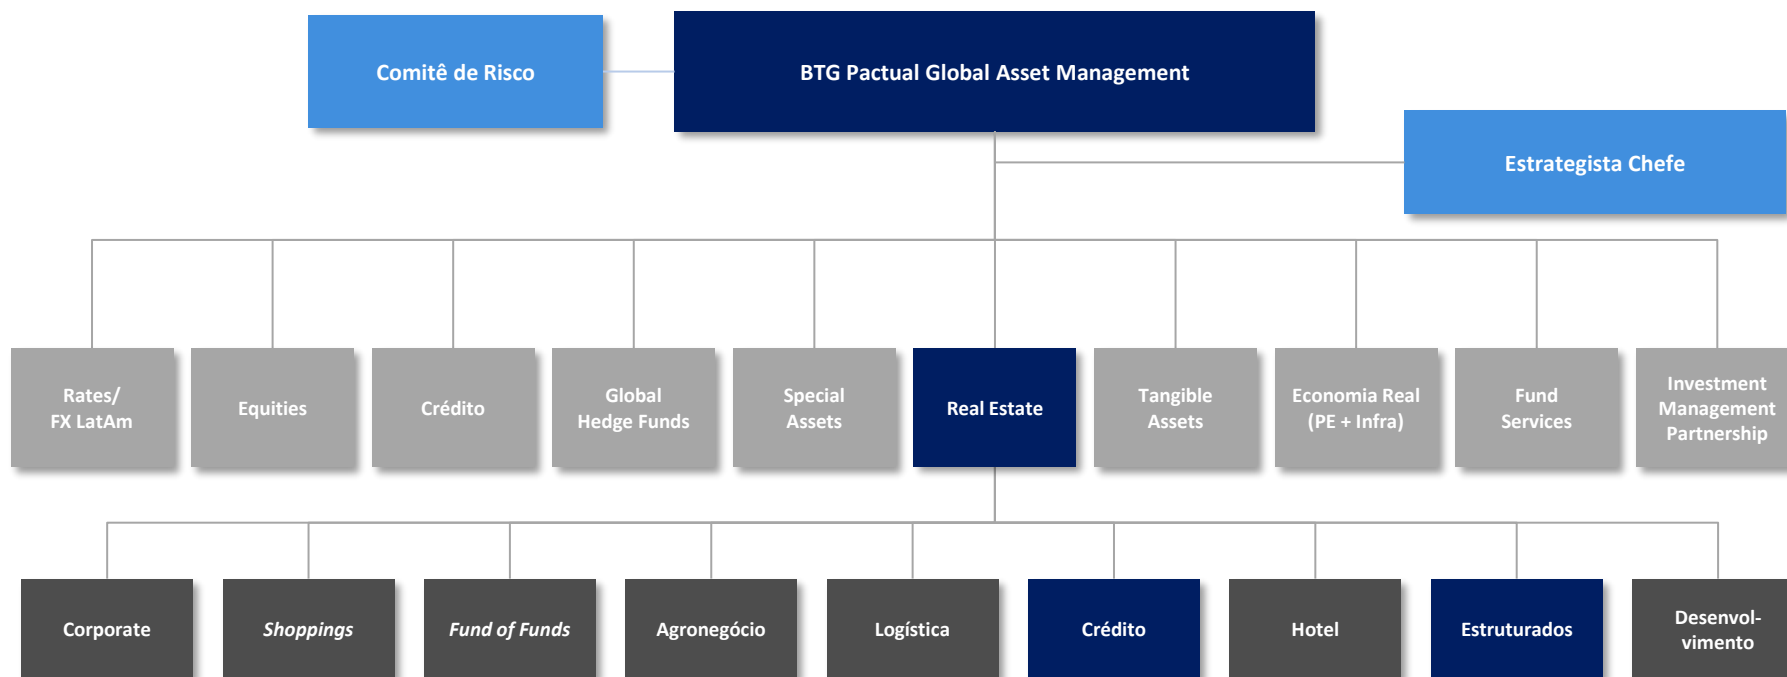 Comitê de Risco
BTG Pactual Global Asset Management
Estrategista Chefe
Rates/
FX LatAm
Equities
Crédito
Global
Hedge Funds
Special
Assets
Real Estate
Tangible
Assets
Economia Real
(PE + Infra)
Fund
Services
Investment
Management
Partnership
Corporate
Shoppings
Fund of Funds
Agronegócio
Logística
Crédito
Hotel
Estruturados
Desenvol-
vimento